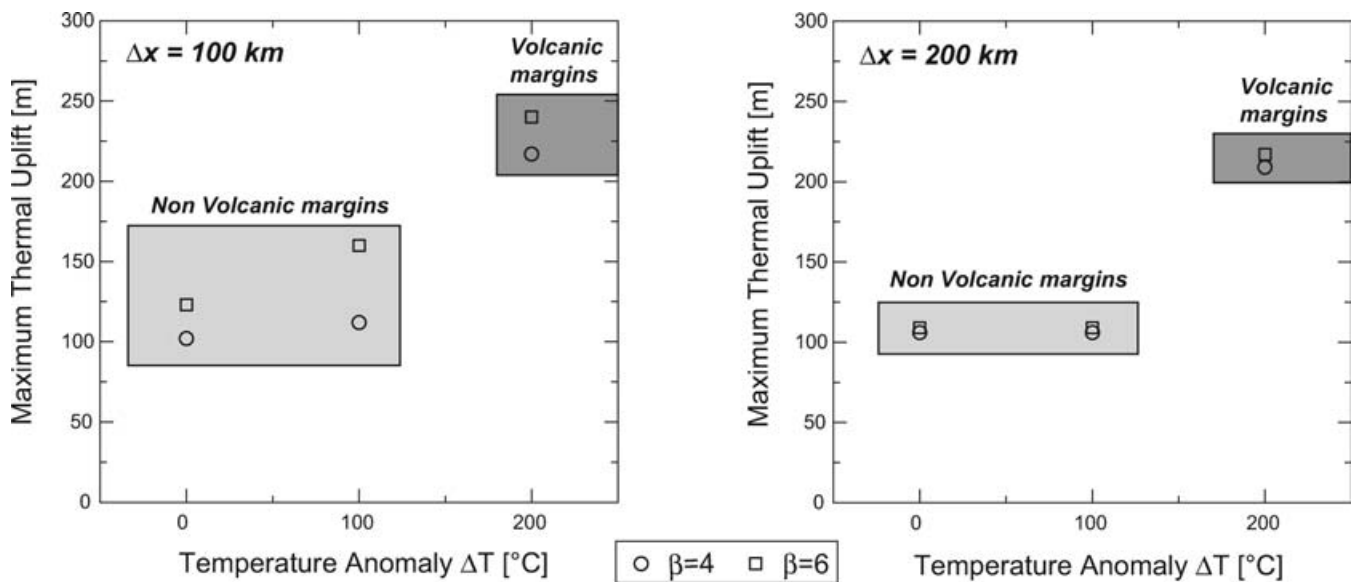 Δx = 100 km
Volcanic
margins
Non Volcanic margins
Maximum Thermal Uplift [m]
300
250
200
150
100
50
0
0
100
200
Temperature Anomaly ΔT [°C]
Δx = 200 km
Volcanic
margins
Non Volcanic margins
Maximum Thermal Uplift [m]
300
250
200
150
100
50
0
0
100
200
Temperature Anomaly ΔT [°C]
β=4 β=6